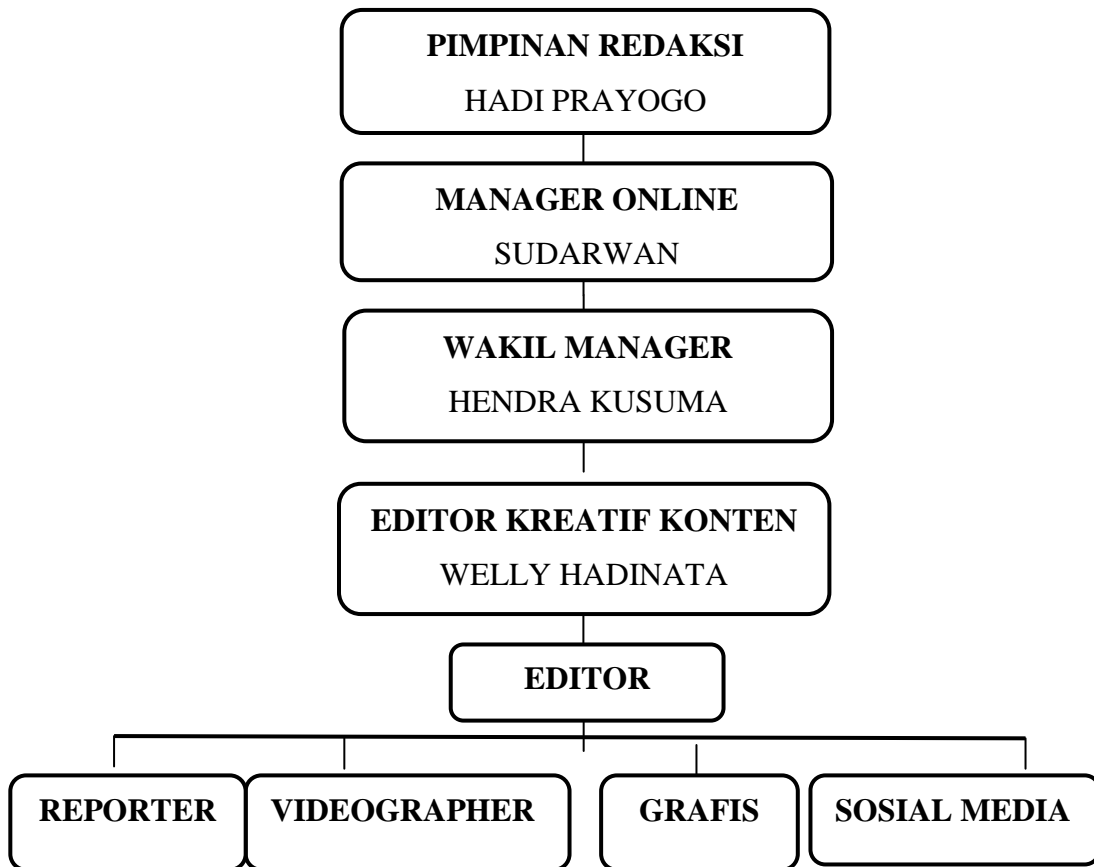 PIMPINAN REDAKSI
HADI PRAYOGO
MANAGER ONLINE
SUDARWAN
WAKIL MANAGER
HENDRA KUSUMA
EDITOR KREATIF KONTEN
WELLY HADINATA
EDITOR
REPORTER
VIDEOGRAPHER
GRAFIS
SOSIAL MEDIA